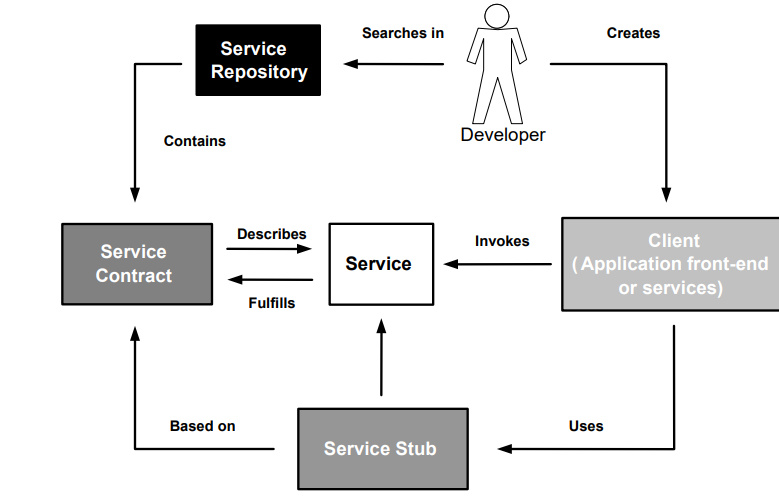 Searches in
Creates
Service
Repository
Developer
Contains
Describes
Service
Contract
Service
Invokes
Client
( Application front-end
or services)
Fulfills
Based on
Uses
Service Stub